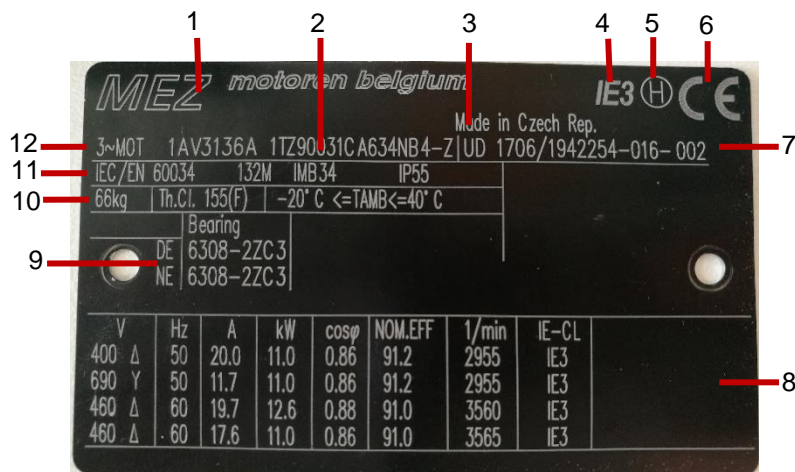 1 2 3 4 5 6
MEZ motoren belgium IE3 H CE
Made in Czech Rep.
12 3~MOT 1AV3136A 1TZ90031CA634NB4-Z UD 1706/1942254-016-002 7
11 IEC/EN 60034 132M IMB34 IP55
10 66kg Th.Cl. 155(F) -20°C <=TAMB<=40°C
Bearing
9 DE 6308-2ZC3
NE 6308-2ZC3
V Hz A kW cosφ NOM.EFF 1/min IE-CL
400 Δ 50 20.0 11.0 0.86 91.2 2955 IE3
690 Y 50 11.7 11.0 0.86 91.2 2955 IE3 8
460 Δ 60 19.7 12.6 0.88 91.0 3560 IE3
460 Δ 60 17.6 11.0 0.86 91.0 3565 IE3